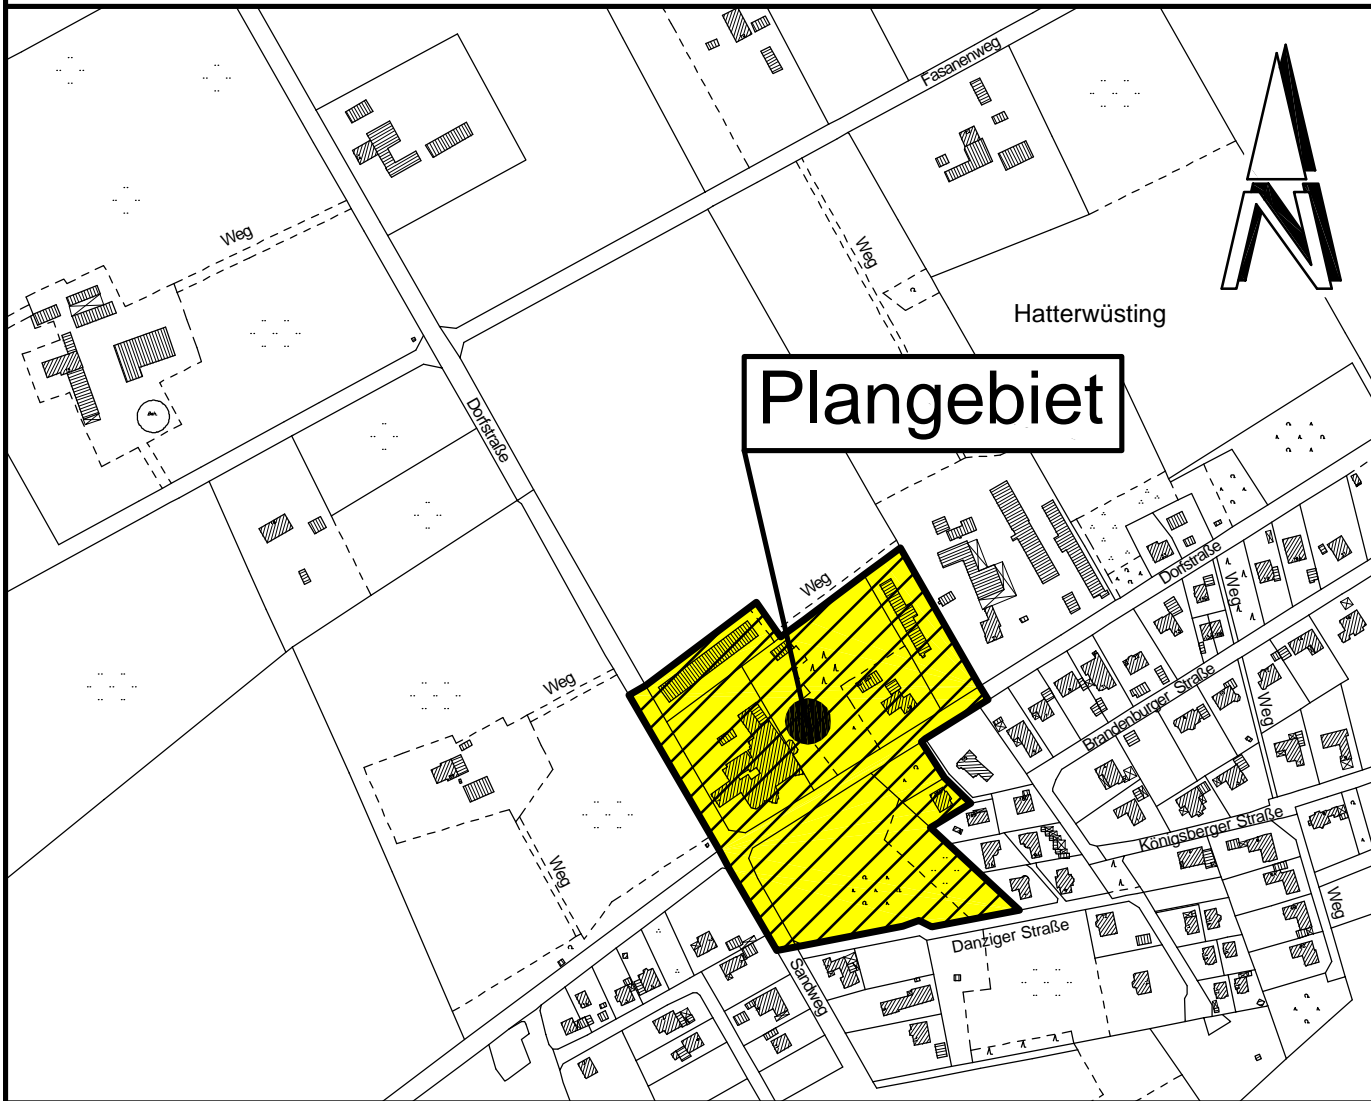 Fasanenweg
Weg
Weg
N
Hatterwüsting
Plangebiet
Dorfstraße
Weg
Dorfstraße
Weg
Weg
Brandenburger Straße
Weg
Königsberger Straße
Weg
Weg
Danziger Straße
Sandweg